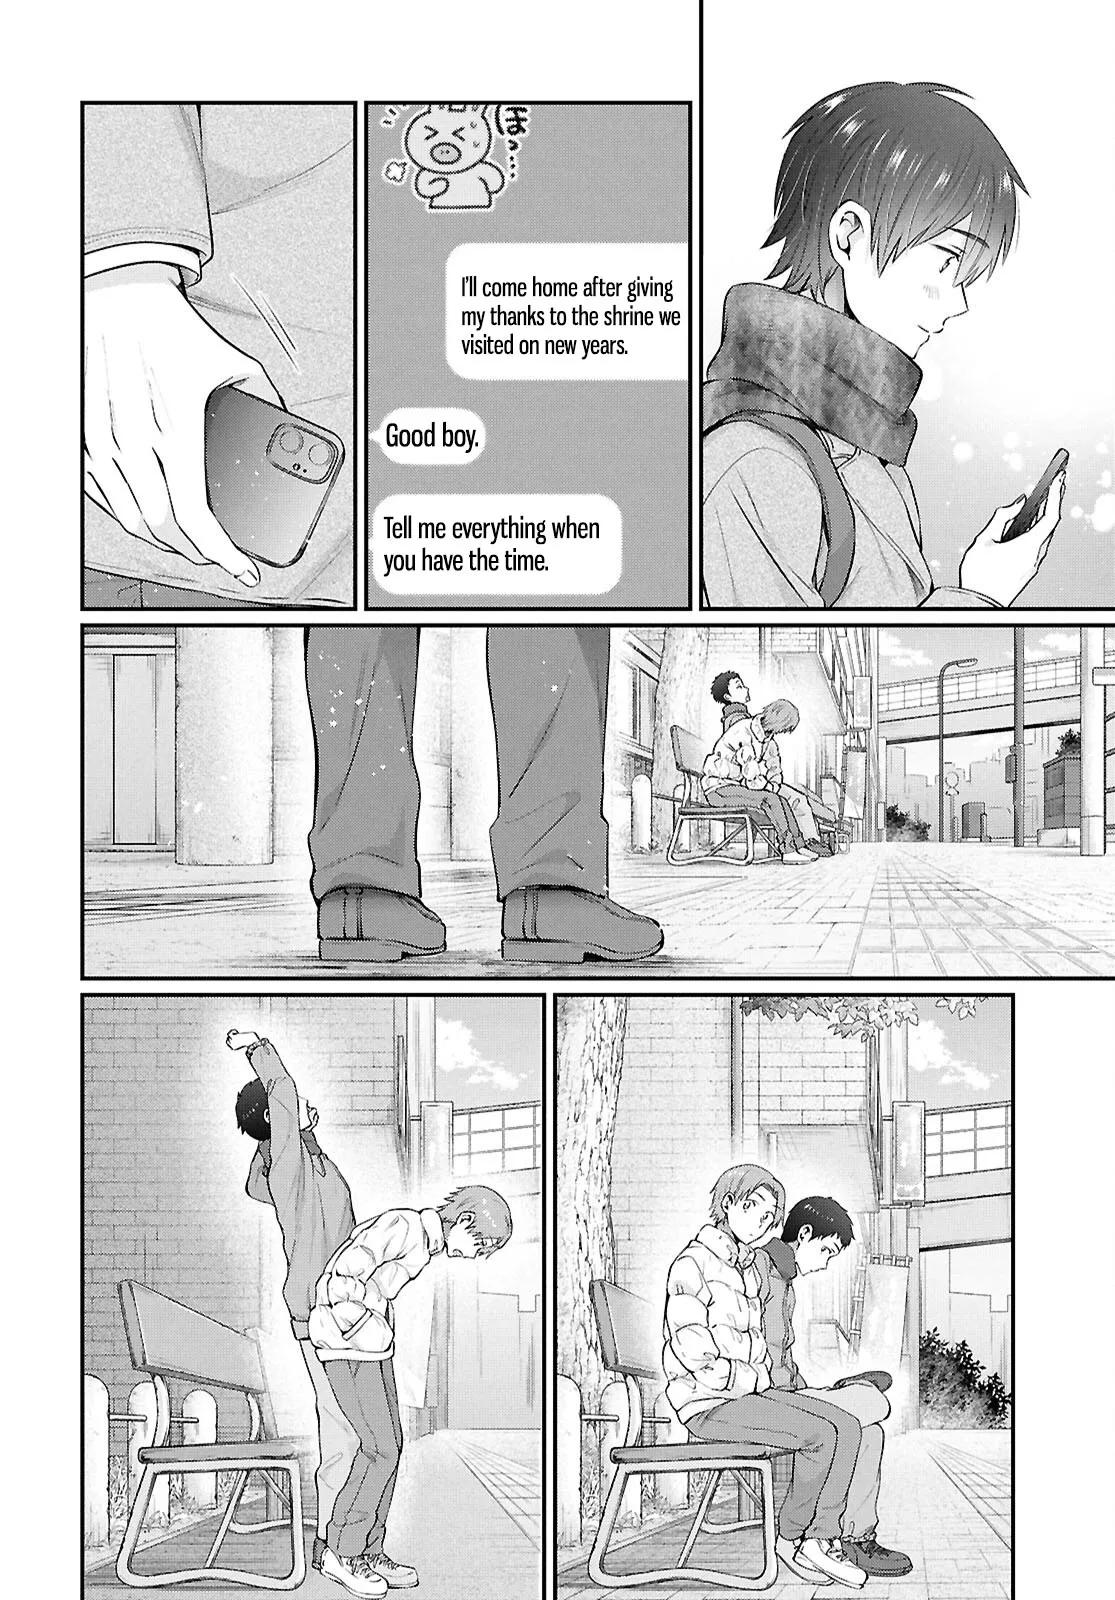 ほっ…
I'll come home after giving
my thanks to the shrine we
visited on new years.
Good boy.
Tell me everything when
you have the time.